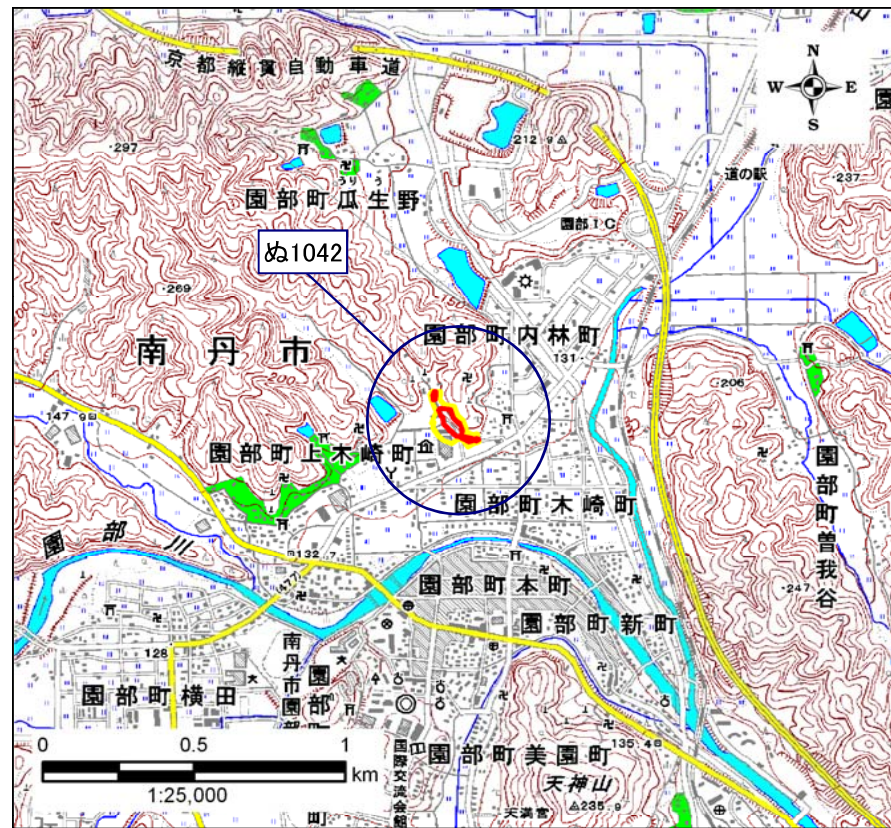 京都縦貫自動車道
N
W E
S
園
・297
212.9
道の駅
・237
うり う
園部町瓜生野
園部IC
ぬ1042
150
・269
園部町内林町
131
南丹市
200
・206
147.9
園部町上木崎町
園部町木崎町
園部町曽我谷
園部川
132.7
477
園部町本町
・247
園部町新町
128
南丹市園部町
園部町
園部町横田
園部町美園町
135.4
天神山
235.9
天満宮
国際交流会館
町
0 0.5 1
km
1:25,000